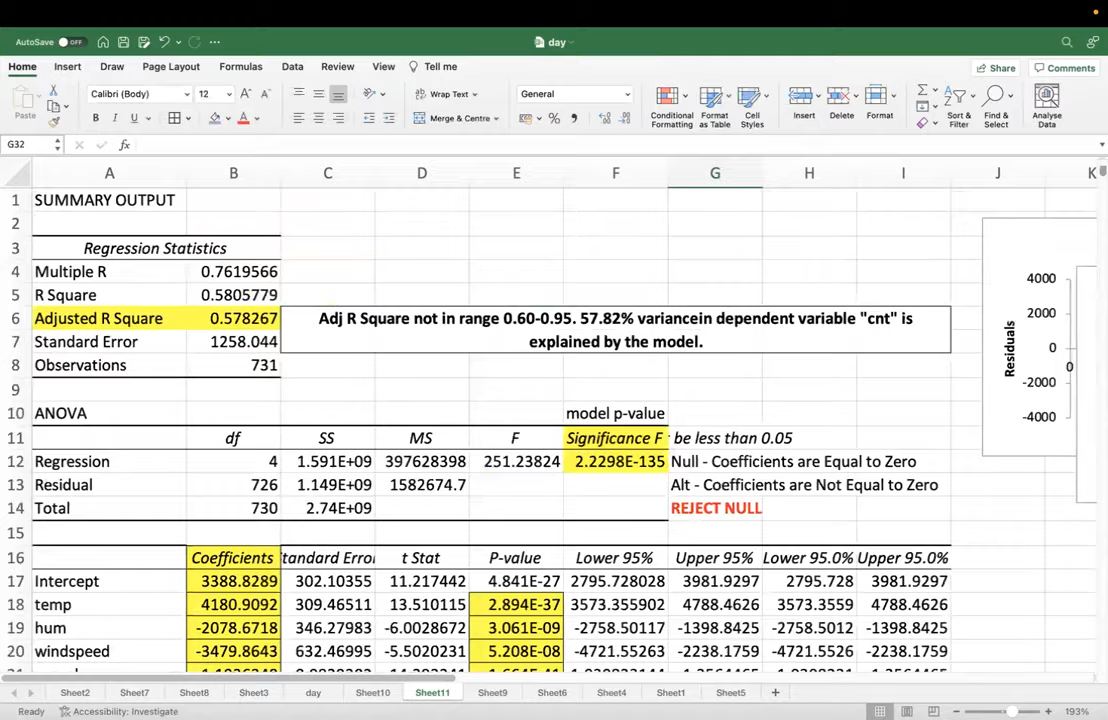 AutoSave OFF day
Home Insert Draw Page Layout Formulas Data Review View Tell me Share Comments
Paste Calibri (Body) 12 A A Wrap Text General Conditional Formatting Format as Table Cell Styles Insert Delete Format Sort & Filter Find & Select Analyse Data
B I U A Merge & Centre %
G32 fx
A B C D E F G H I J K
1 SUMMARY OUTPUT
2
3 Regression Statistics
4 Multiple R 0.7619566 4000
5 R Square 0.5805779
6 Adjusted R Square 0.578267 Adj R Square not in range 0.60-0.95. 57.82% variancein dependent variable "cnt" is 2000
7 Standard Error 1258.044 explained by the model. Residuals 0
8 Observations 731 0
9 -2000
10 ANOVA model p-value -4000
11 df SS MS F Significance F be less than 0.05
12 Regression 4 1.591E+09 397628398 251.23824 2.2298E-135 Null - Coefficients are Equal to Zero
13 Residual 726 1.149E+09 1582674.7 Alt - Coefficients are Not Equal to Zero
14 Total 730 2.74E+09 REJECT NULL
15
16 Coefficients tandard Erro t Stat P-value Lower 95% Upper 95% Lower 95.0% Upper 95.0%
17 Intercept 3388.8289 302.10355 11.217442 4.841E-27 2795.728028 3981.9297 2795.728 3981.9297
18 temp 4180.9092 309.46511 13.510115 2.894E-37 3573.355902 4788.4626 3573.3559 4788.4626
19 hum -2078.6718 346.27983 -6.0028672 3.061E-09 -2758.50117 -1398.8425 -2758.5012 -1398.8425
20 windspeed -3479.8643 632.46995 -5.5020231 5.208E-08 -4721.55263 -2238.1759 -4721.5526 -2238.1759
Sheet2 Sheet7 Sheet8 Sheet3 day Sheet10 Sheet11 Sheet9 Sheet6 Sheet4 Sheet1 Sheet5 +
Ready Accessibility: Investigate 193%